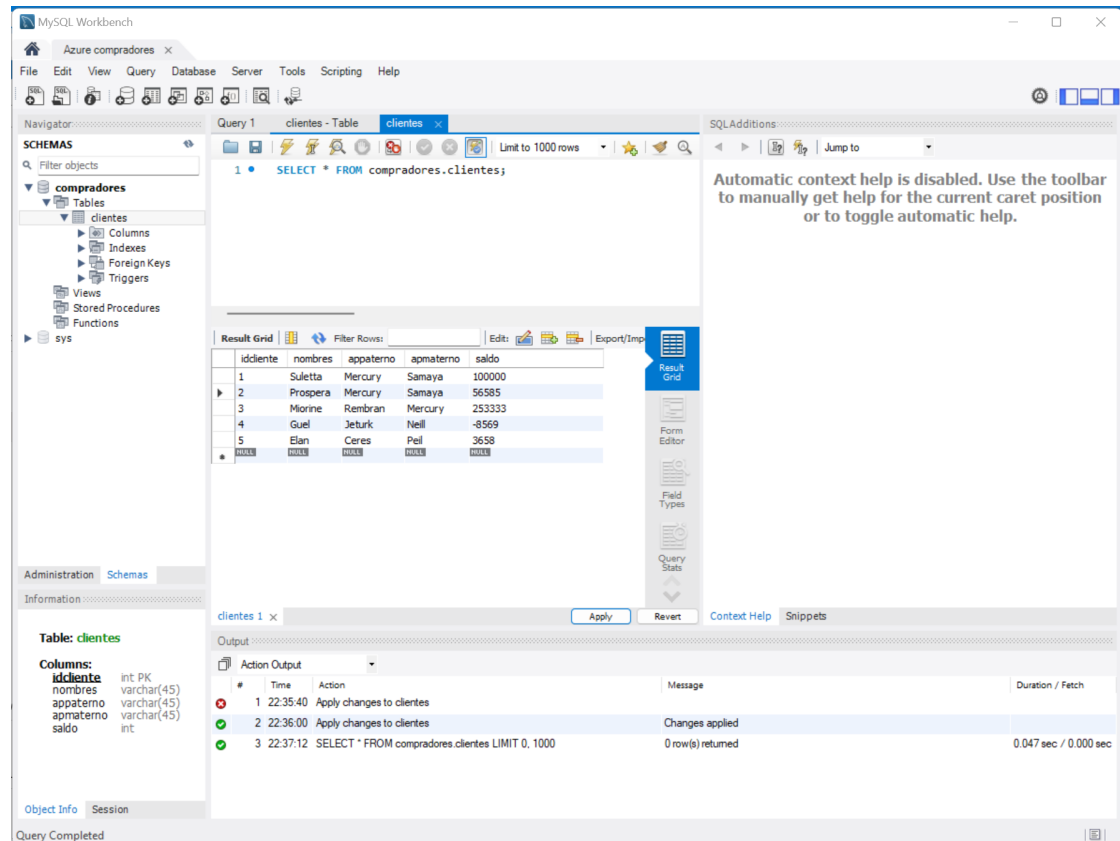 MySQL Workbench
Azure compradores
File Edit View Query Database Server Tools Scripting Help
Navigator
SCHEMAS
Filter objects
compradores
Tables
clientes
Columns
Indexes
Foreign Keys
Triggers
Views
Stored Procedures
Functions
sys
Administration Schemas
Information
Table: clientes
Columns:
idcliente int PK
nombres varchar(45)
appaterno varchar(45)
apmaterno varchar(45)
saldo int
Object Info Session
Query 1 clientes - Table clientes
Limit to 1000 rows
1 SELECT * FROM compradores.clientes;
Result Grid Filter Rows: Edit: Export/Imp
idcliente nombres appaterno apmaterno saldo
1 Suletta Mercury Samaya 100000
2 Prospera Mercury Samaya 56585
3 Miorine Rembran Mercury 253333
4 Guel Jeturk Neill -8569
5 Elan Ceres Peil 3658
NULL NULL NULL NULL NULL
Result
Grid
Form
Editor
Field
Types
Query
Stats
clientes 1 Apply Revert
SQLAdditions
Jump to
Automatic context help is disabled. Use the toolbar
to manually get help for the current caret position
or to toggle automatic help.
Context Help Snippets
Output
Action Output
# Time Action Message Duration / Fetch
1 22:35:40 Apply changes to clientes
2 22:36:00 Apply changes to clientes Changes applied
3 22:37:12 SELECT * FROM compradores.clientes LIMIT 0, 1000 0 row(s) returned 0.047 sec / 0.000 sec
Query Completed